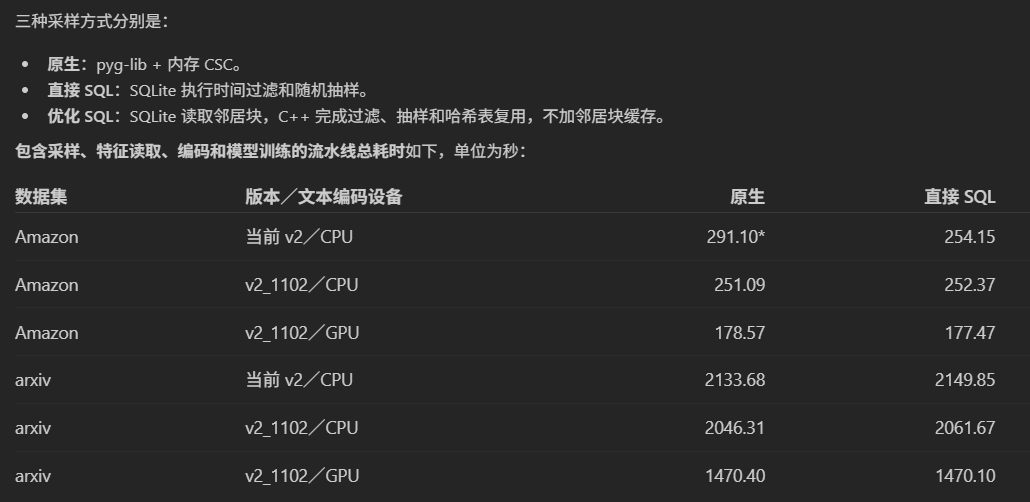 三种采样方式分别是：
• 原生：pyg-lib + 内存 CSC。
• 直接 SQL：SQLite 执行时间过滤和随机抽样。
• 优化 SQL：SQLite 读取邻居块，C++ 完成过滤、抽样和哈希表复用，不加邻居块缓存。
包含采样、特征读取、编码和模型训练的流水线总耗时如下，单位为秒：
数据集 版本／文本编码设备 原生 直接 SQL
Amazon 当前 v2／CPU 291.10* 254.15
Amazon v2_1102／CPU 251.09 252.37
Amazon v2_1102／GPU 178.57 177.47
arxiv 当前 v2／CPU 2133.68 2149.85
arxiv v2_1102／CPU 2046.31 2061.67
arxiv v2_1102／GPU 1470.40 1470.10